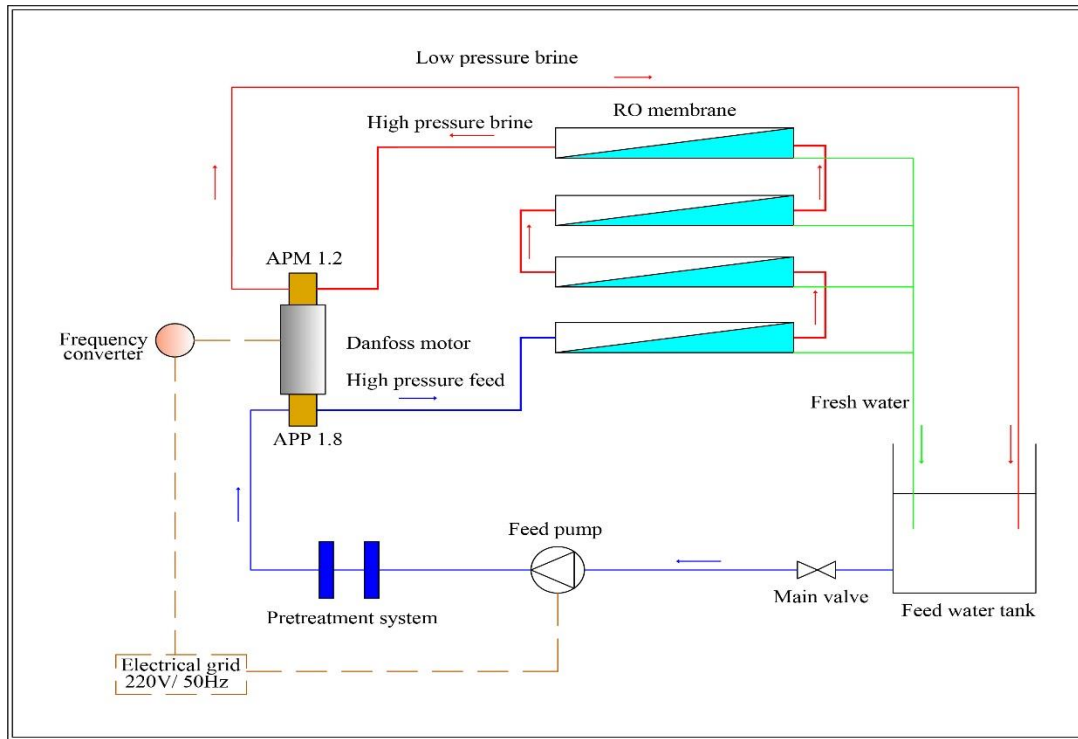 Low pressure brine
RO membrane
High pressure brine
APM 1.2
Frequency
converter
Danfoss motor
High pressure feed
APP 1.8
Fresh water
Feed pump
Pretreatment system
Main valve
Feed water tank
Electrical grid
220V/ 50Hz